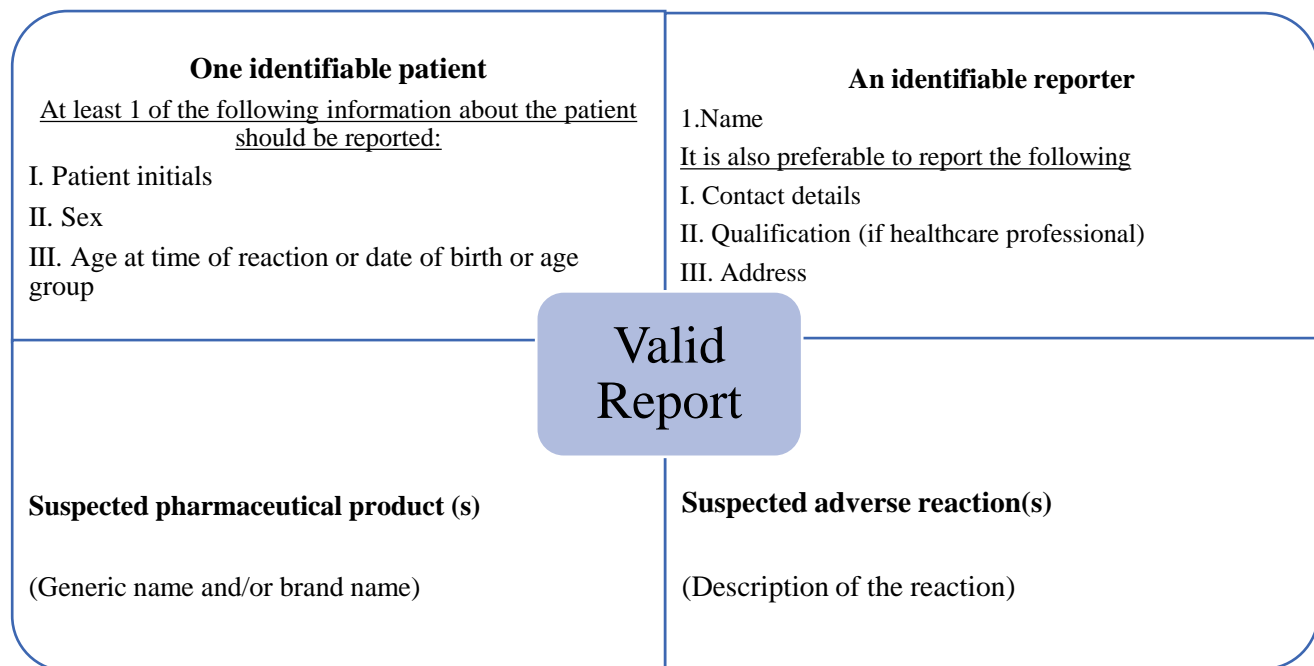 One identifiable patient
At least 1 of the following information about the patient
should be reported:
I. Patient initials
II. Sex
III. Age at time of reaction or date of birth or age
group
An identifiable reporter
1.Name
It is also preferable to report the following
I. Contact details
II. Qualification (if healthcare professional)
III. Address
Valid
Report
Suspected pharmaceutical product (s)
(Generic name and/or brand name)
Suspected adverse reaction(s)
(Description of the reaction)